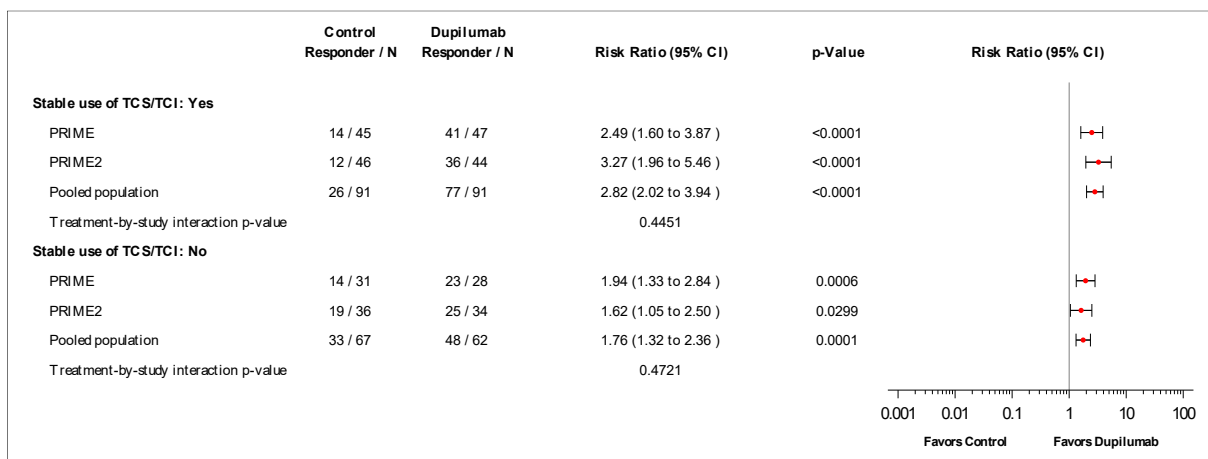 Control Dupilumab
Responder / N Responder / N Risk Ratio (95% CI) p-Value Risk Ratio (95% CI)
Stable use of TCS/TCI: Yes
PRIME 14 / 45 41 / 47 2.49 (1.60 to 3.87 ) <0.0001
PRIME2 12 / 46 36 / 44 3.27 (1.96 to 5.46 ) <0.0001
Pooled population 26 / 91 77 / 91 2.82 (2.02 to 3.94 ) <0.0001
Treatment-by-study interaction p-value 0.4451
Stable use of TCS/TCI: No
PRIME 14 / 31 23 / 28 1.94 (1.33 to 2.84 ) 0.0006
PRIME2 19 / 36 25 / 34 1.62 (1.05 to 2.50 ) 0.0299
Pooled population 33 / 67 48 / 62 1.76 (1.32 to 2.36 ) 0.0001
Treatment-by-study interaction p-value 0.4721
0.001 0.01 0.1 1 10 100
Favors Control Favors Dupilumab